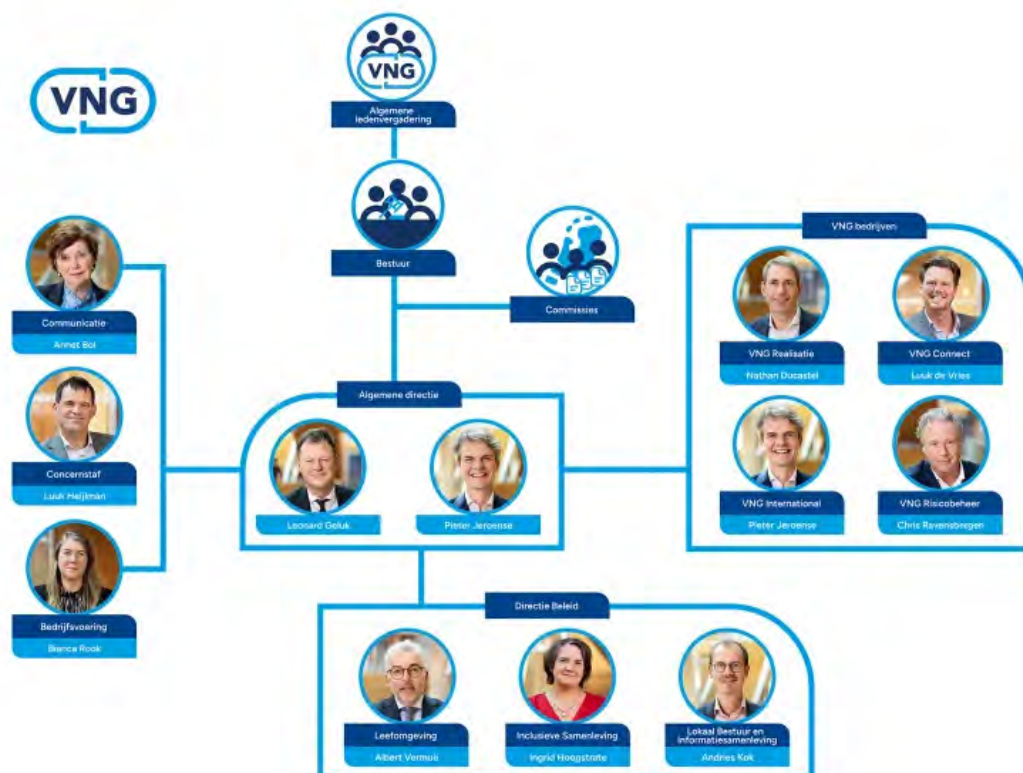 VNG
Algemene
ledenvergadering
VNG
Bestuur
Commissies
Algemene directie
Leonard Geluk
Pieter Jeroense
Communicatie
Annet Bol
Concernstaf
Luuk Heijkman
Bedrijfsvoering
Bianca Rook
VNG bedrijven
VNG Realisatie
Nathan Ducastel
VNG Connect
Luuk de Vries
VNG International
Pieter Jeroense
VNG Risicobeheer
Chris Ravensbergen
Directie Beleid
Leefomgeving
Albert Vermuë
Inclusieve Samenleving
Ingrid Hoogstrate
Lokaal Bestuur en
Informatiesamenleving
Andries Kok